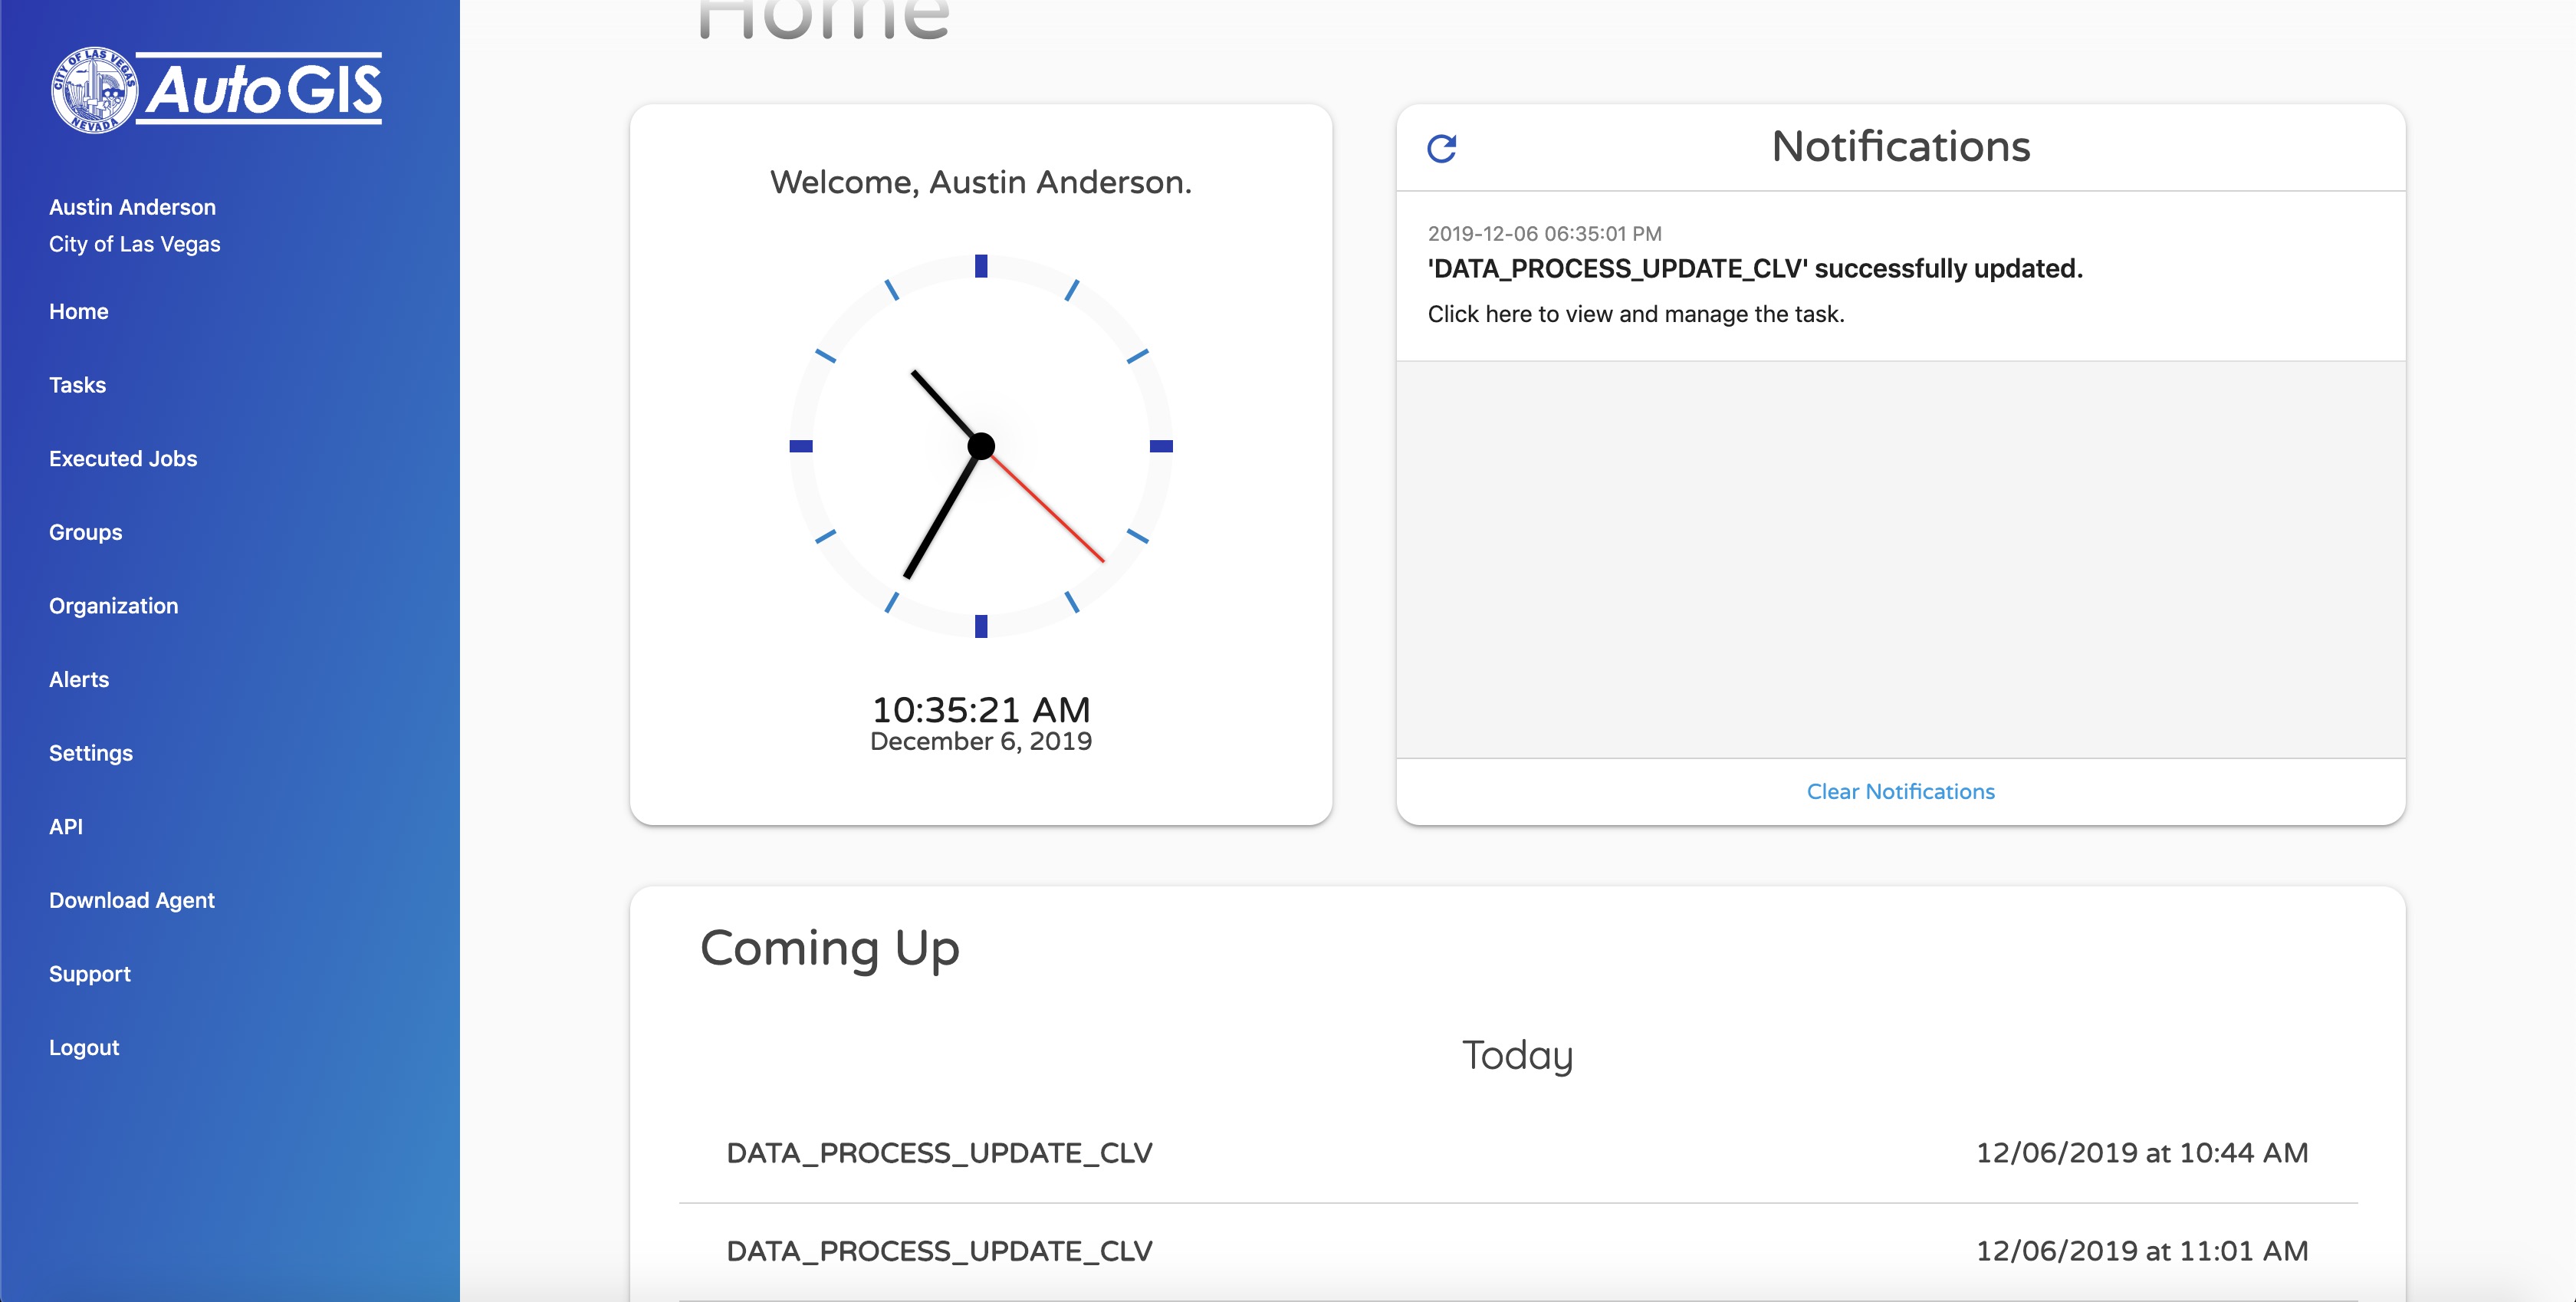 CITY OF LAS VEGAS
NEVADA
AutoGIS
Austin Anderson
City of Las Vegas
Home
Tasks
Executed Jobs
Groups
Organization
Alerts
Settings
API
Download Agent
Support
Logout
Home
Welcome, Austin Anderson.
10:35:21 AM
December 6, 2019
Notifications
2019-12-06 06:35:01 PM
'DATA_PROCESS_UPDATE_CLV' successfully updated.
Click here to view and manage the task.
Clear Notifications
Coming Up
Today
DATA_PROCESS_UPDATE_CLV 12/06/2019 at 10:44 AM
DATA_PROCESS_UPDATE_CLV 12/06/2019 at 11:01 AM